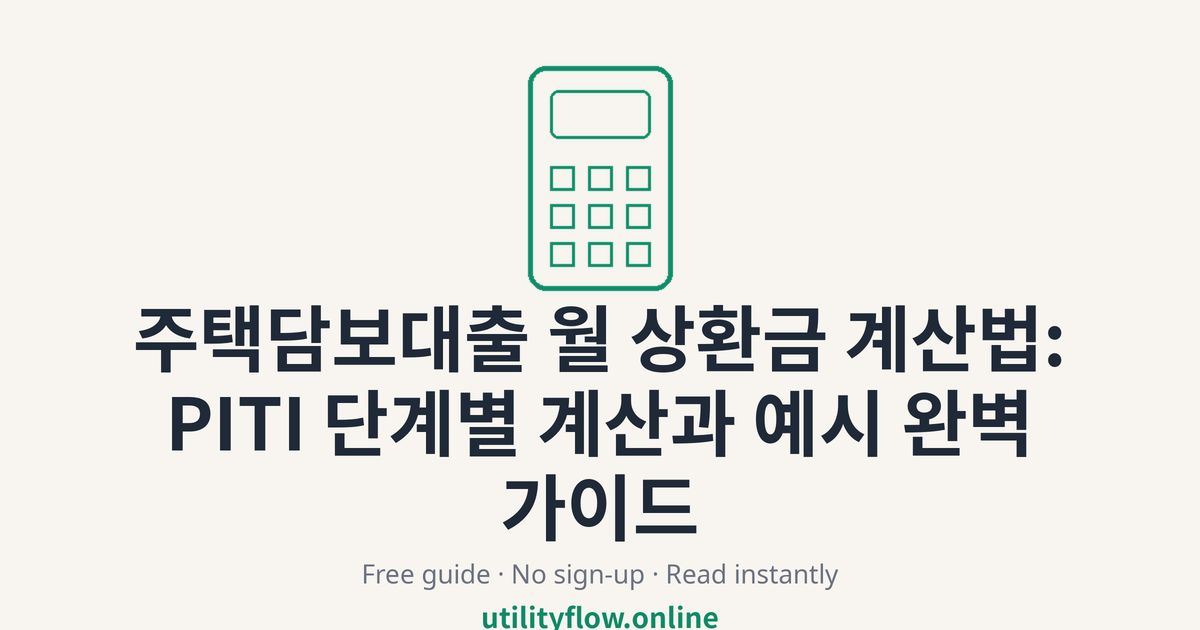 주택담보대출 월 상환금 계산법:
PITI 단계별 계산과 예시 완벽
가이드
Free guide · No sign-up · Read instantly
utilityflow.online